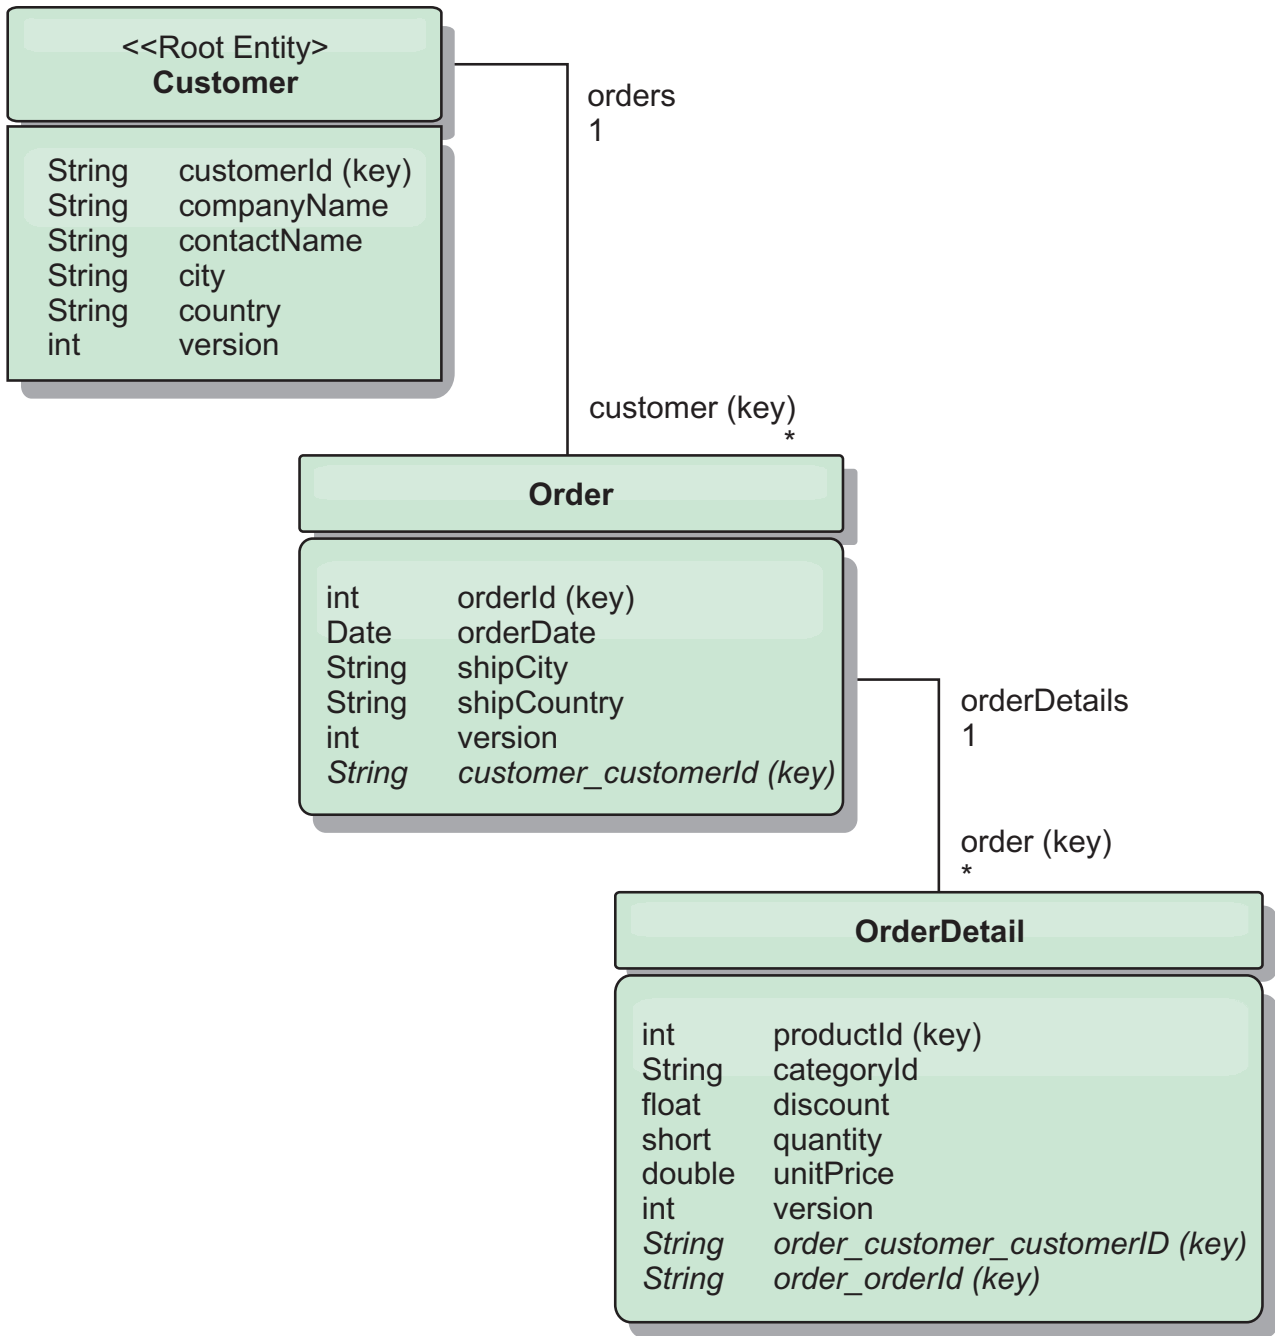 <<Root Entity>
Customer
String customerId (key)
String companyName
String contactName
String city
String country
int version
orders
1
customer (key)
*
Order
int orderId (key)
Date orderDate
String shipCity
String shipCountry
int version
String customer_customerId (key)
orderDetails
1
order (key)
*
OrderDetail
int productId (key)
String categoryId
float discount
short quantity
double unitPrice
int version
String order_customer_customerID (key)
String order_orderId (key)